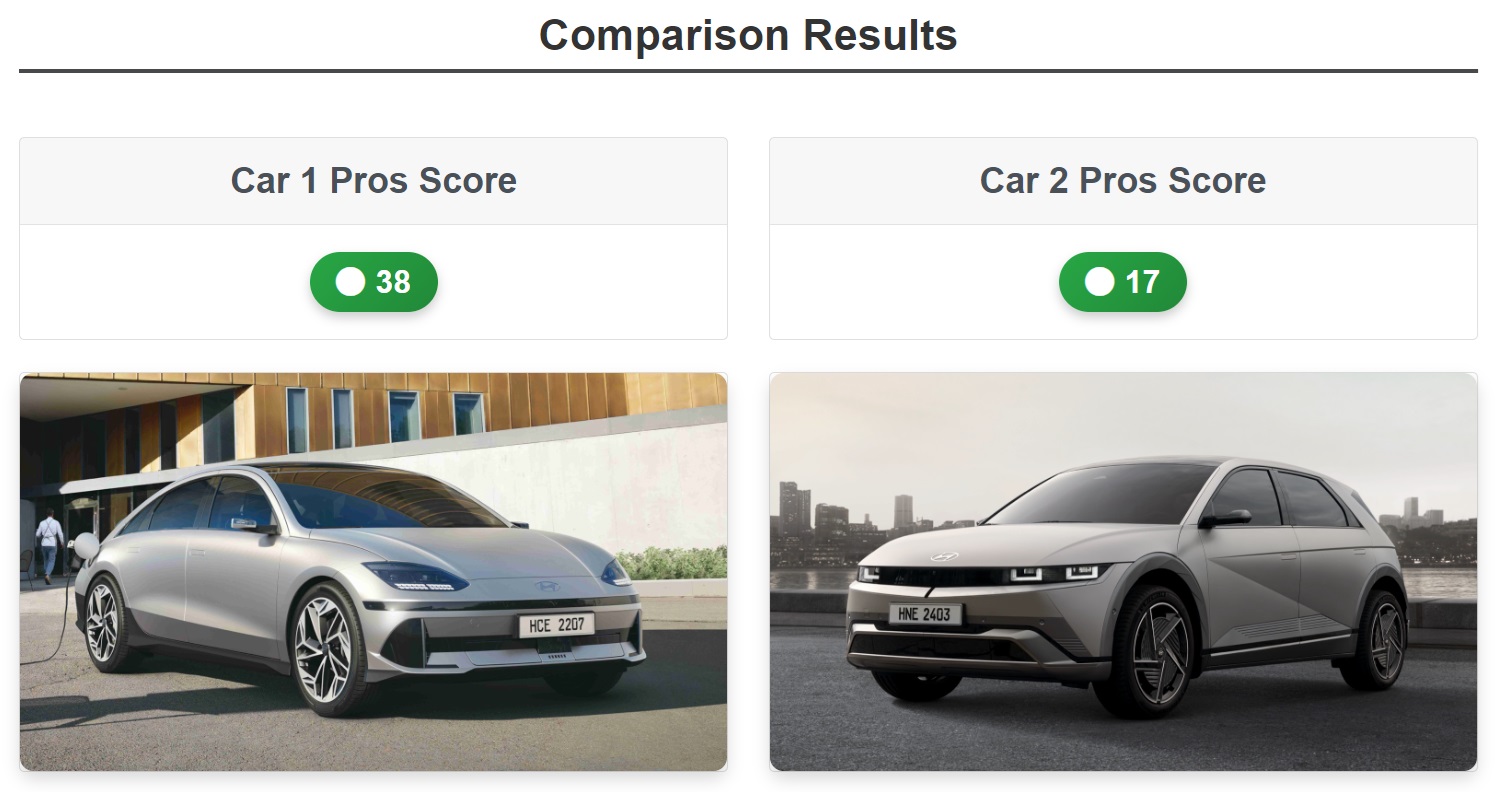 Comparison Results
Car 1 Pros Score
Car 2 Pros Score
38
17
HCE 2207
HNE 2403